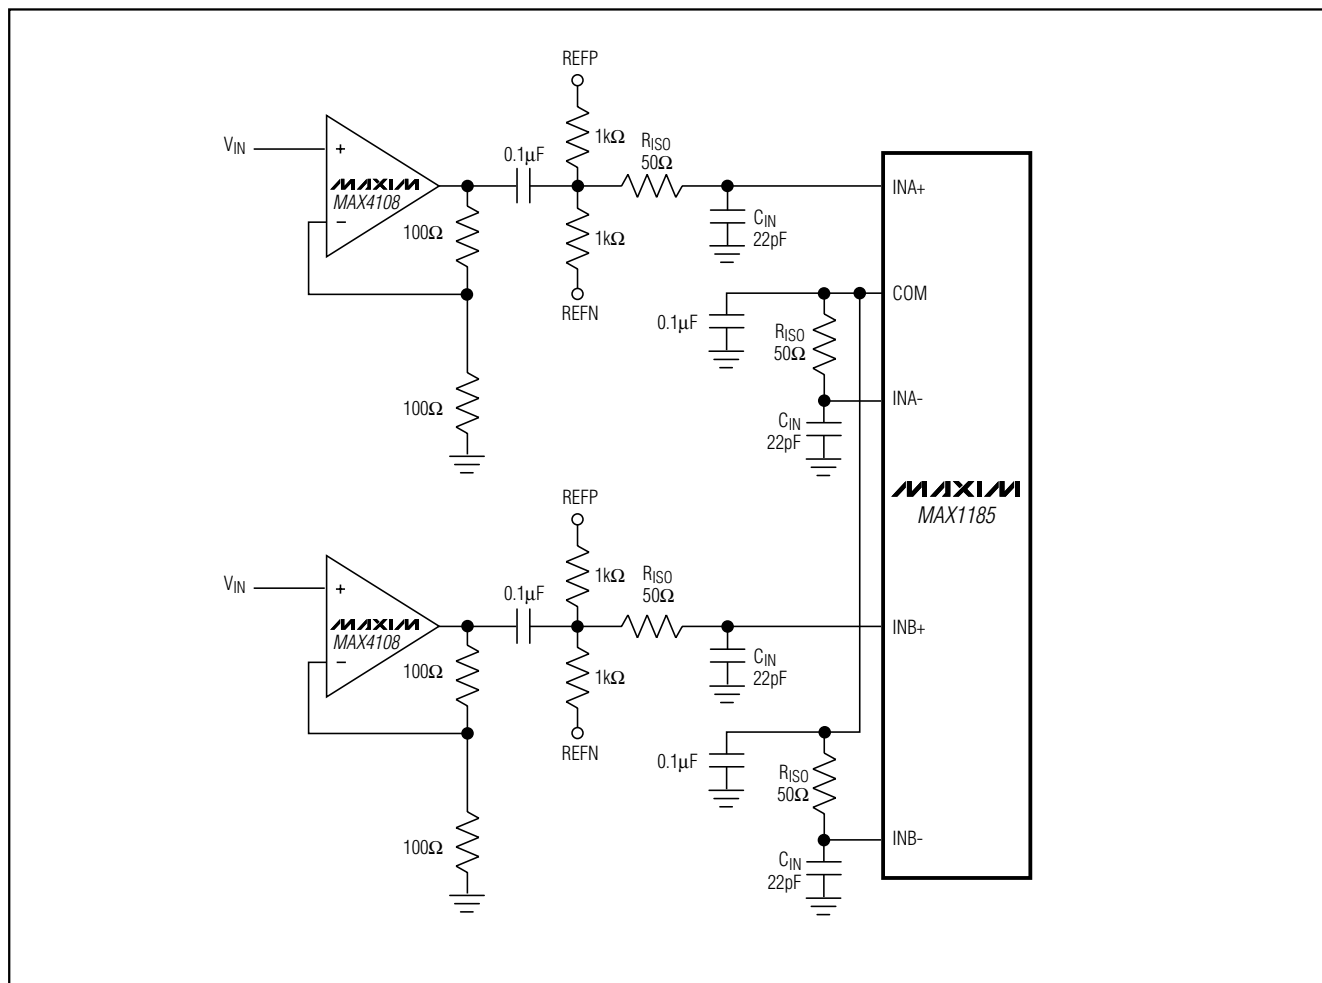 REFP
VIN
+
MAXIM
MAX4108
−
0.1µF
1kΩ
RISO
50Ω
INA+
100Ω
1kΩ
CIN
22pF
REFN
COM
0.1µF
RISO
50Ω
100Ω
INA-
CIN
22pF
MAXIM
MAX1185
REFP
VIN
+
MAXIM
MAX4108
−
0.1µF
1kΩ
RISO
50Ω
INB+
100Ω
1kΩ
CIN
22pF
REFN
0.1µF
RISO
50Ω
100Ω
INB-
CIN
22pF